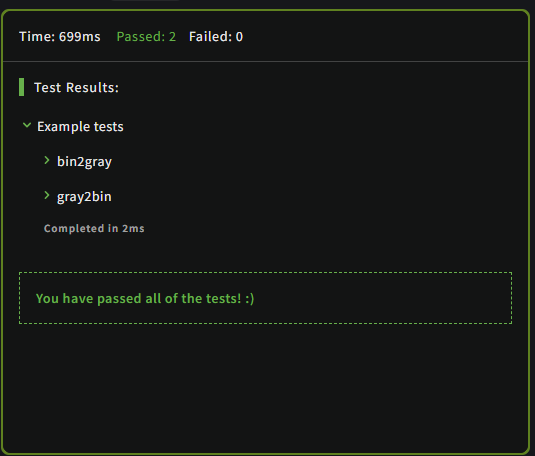 Time: 699ms Passed: 2 Failed: 0
Test Results:
Example tests
bin2gray
gray2bin
Completed in 2ms
You have passed all of the tests! :)